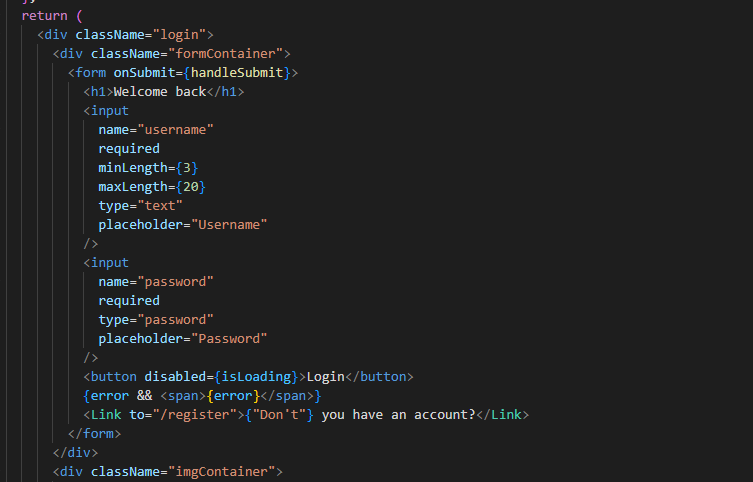 };
return (
<div className="login">
<div className="formContainer">
<form onSubmit={handleSubmit}>
<h1>Welcome back</h1>
<input
name="username"
required
minLength={3}
maxLength={20}
type="text"
placeholder="Username"
/>
<input
name="password"
required
type="password"
placeholder="Password"
/>
<button disabled={isLoading}>Login</button>
{error && <span>{error}</span>}
<Link to="/register">{"Don't"} you have an account?</Link>
</form>
</div>
<div className="imgContainer">